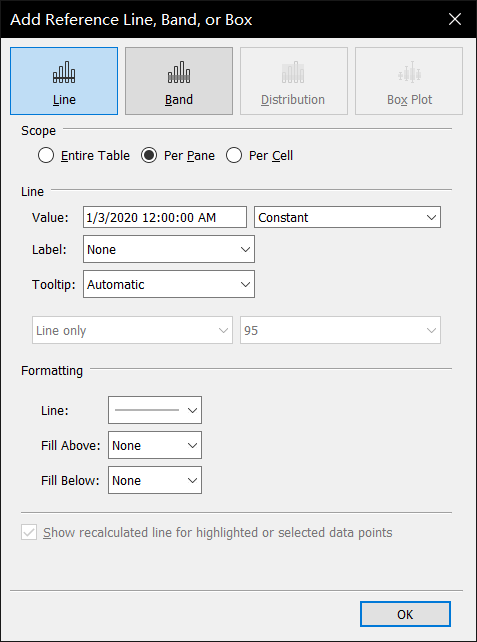 Add Reference Line, Band, or Box
Line Band Distribution Box Plot
Scope
Entire Table Per Pane Per Cell
Line
Value: 1/3/2020 12:00:00 AM Constant
Label: None
Tooltip: Automatic
Line only 95
Formatting
Line:
Fill Above: None
Fill Below: None
Show recalculated line for highlighted or selected data points
OK